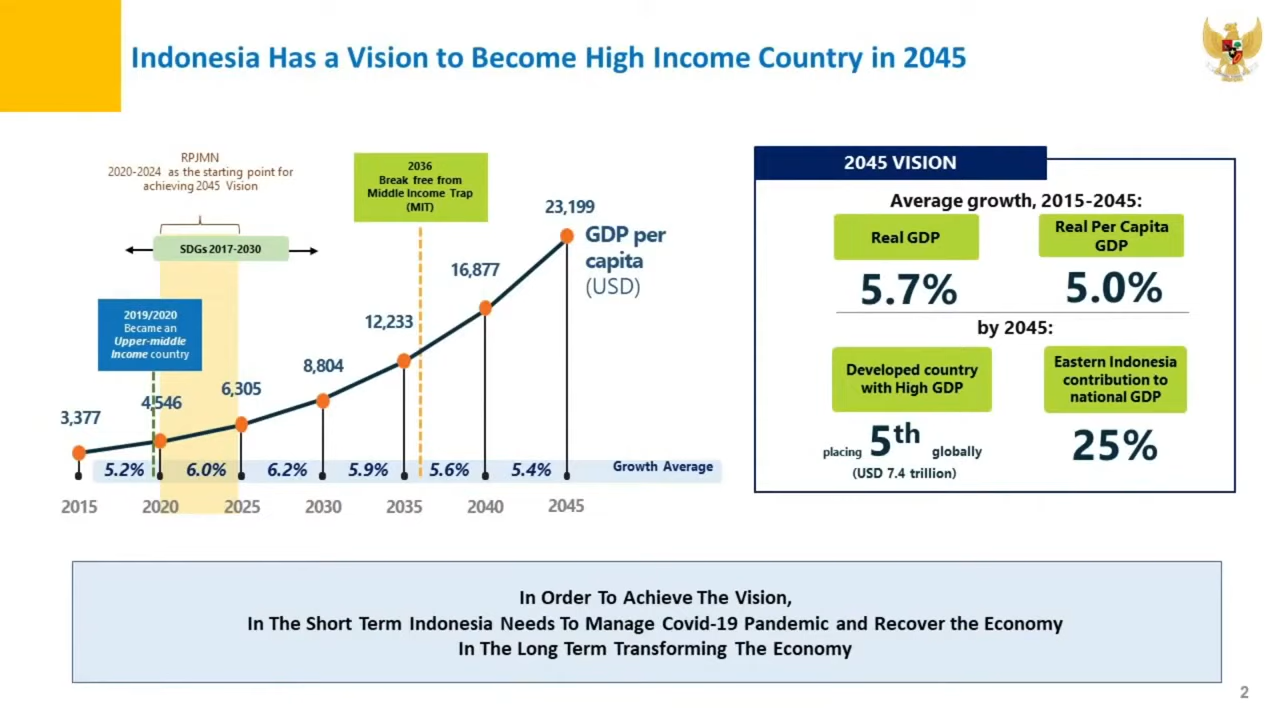 Indonesia Has a Vision to Become High Income Country in 2045
RPJMN
2020-2024 as the starting point for
achieving 2045 Vision
SDGs 2017-2030
2036
Break free from
Middle Income Trap
(MIT)
2019/2020
Became an
Upper-middle
Income country
3,377
4,546
6,305
8,804
12,233
16,877
23,199
GDP per
capita
(USD)
5.2% 6.0% 6.2% 5.9% 5.6% 5.4% Growth Average
2015 2020 2025 2030 2035 2040 2045
2045 VISION
Average growth, 2015-2045:
Real GDP
5.7%
Real Per Capita
GDP
5.0%
by 2045:
Developed country
with High GDP
placing 5th globally
(USD 7.4 trillion)
Eastern Indonesia
contribution to
national GDP
25%
In Order To Achieve The Vision,
In The Short Term Indonesia Needs To Manage Covid-19 Pandemic and Recover the Economy
In The Long Term Transforming The Economy
2